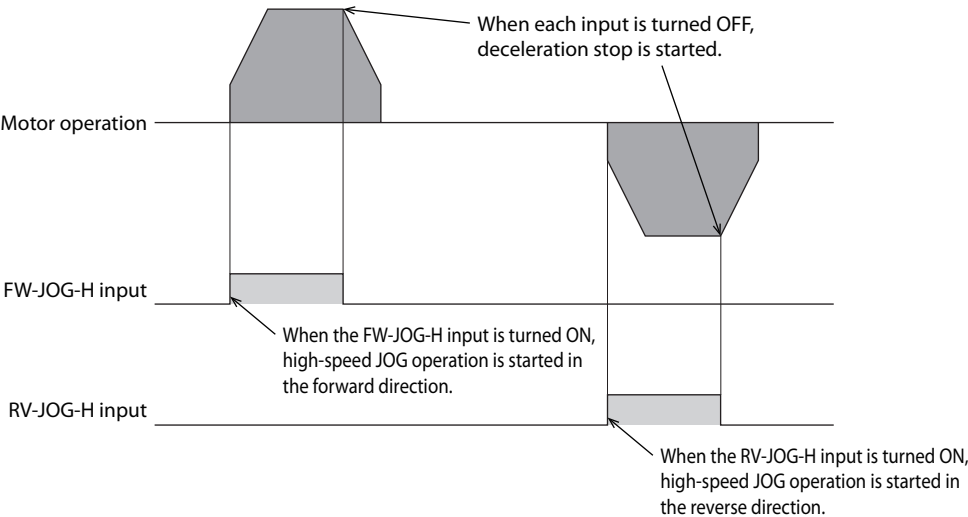 When each input is turned OFF,
deceleration stop is started.
Motor operation
FW-JOG-H input
When the FW-JOG-H input is turned ON,
high-speed JOG operation is started in
the forward direction.
RV-JOG-H input
When the RV-JOG-H input is turned ON,
high-speed JOG operation is started in
the reverse direction.